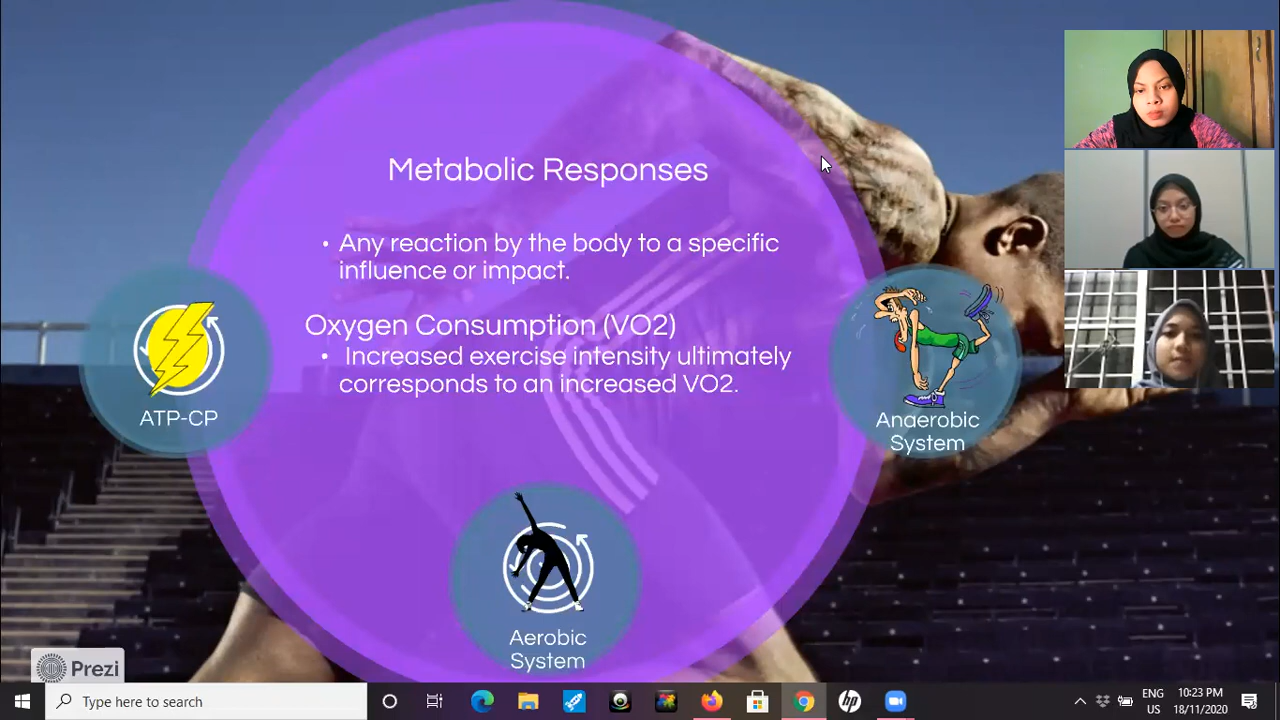 Metabolic Responses
• Any reaction by the body to a specific
influence or impact.
Oxygen Consumption (VO2)
• Increased exercise intensity ultimately
corresponds to an increased VO2.
ATP-CP
Anaerobic
System
Aerobic
System
Prezi
Type here to search
hp
ENG
US
10:23 PM
18/11/2020